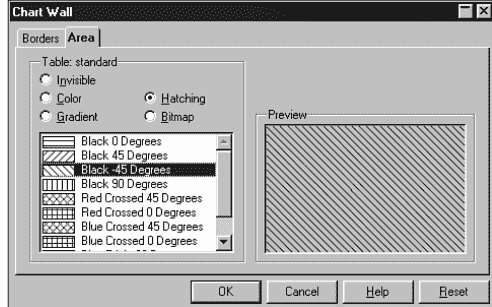 Chart Wall
Borders Area
Table: standard
Invisible
Color Hatching
Gradient Bitmap
Preview
Black 0 Degrees
Black 45 Degrees
Black -45 Degrees
Black 90 Degrees
Red Crossed 45 Degrees
Red Crossed 0 Degrees
Blue Crossed 45 Degrees
Blue Crossed 0 Degrees
OK Cancel Help Reset